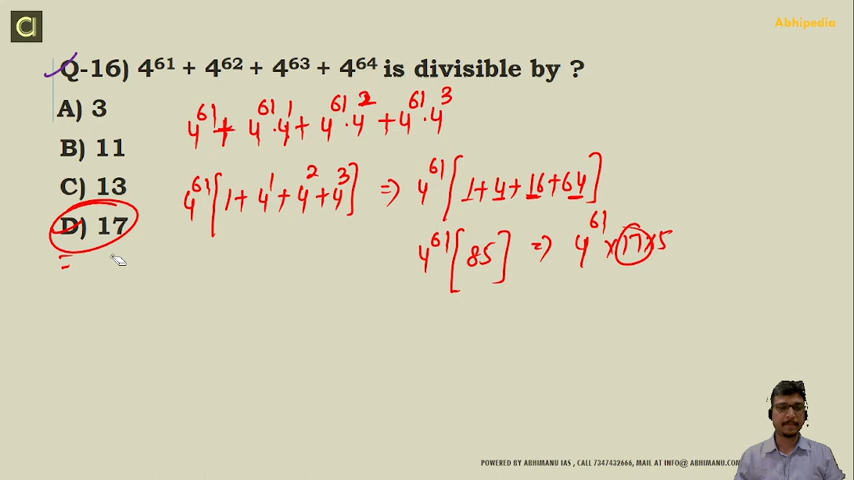 a
Abhipedia
Q-16) 4⁶¹ + 4⁶² + 4⁶³ + 4⁶⁴ is divisible by ?
A) 3
4⁶¹ + 4⁶¹·4¹ + 4⁶¹·4² + 4⁶¹·4³
B) 11
C) 13
4⁶¹[1 + 4¹ + 4² + 4³] ⇒ 4⁶¹[1 + 4 + 16 + 64]
D) 17
4⁶¹[85] ⇒ 4⁶¹ × 17 × 5
POWERED BY ABHIMANU IAS , CALL 7347432666, MAIL AT INFO@ ABHIMANU.COM